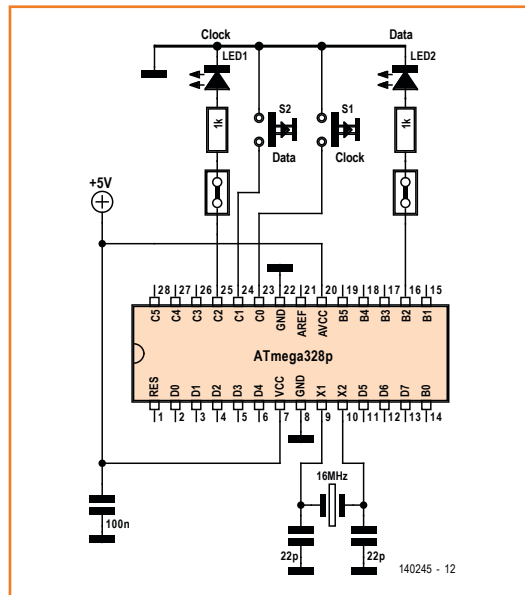 Clock Data
LED1 LED2
S2 S1
1k 1k
Data Clock
+5V
28 27 26 25 24 23 22 21 20 19 18 17 16 15
C5 C4 C3 C2 C1 C0 GND AREF AVCC B5 B4 B3 B2 B1
ATmega328p
RES D0 D1 D2 D3 D4 VCC GND X1 X2 D5 D6 D7 B0
1 2 3 4 5 6 7 8 9 10 11 12 13 14
16MHz
100n
22p 22p
140245 - 12